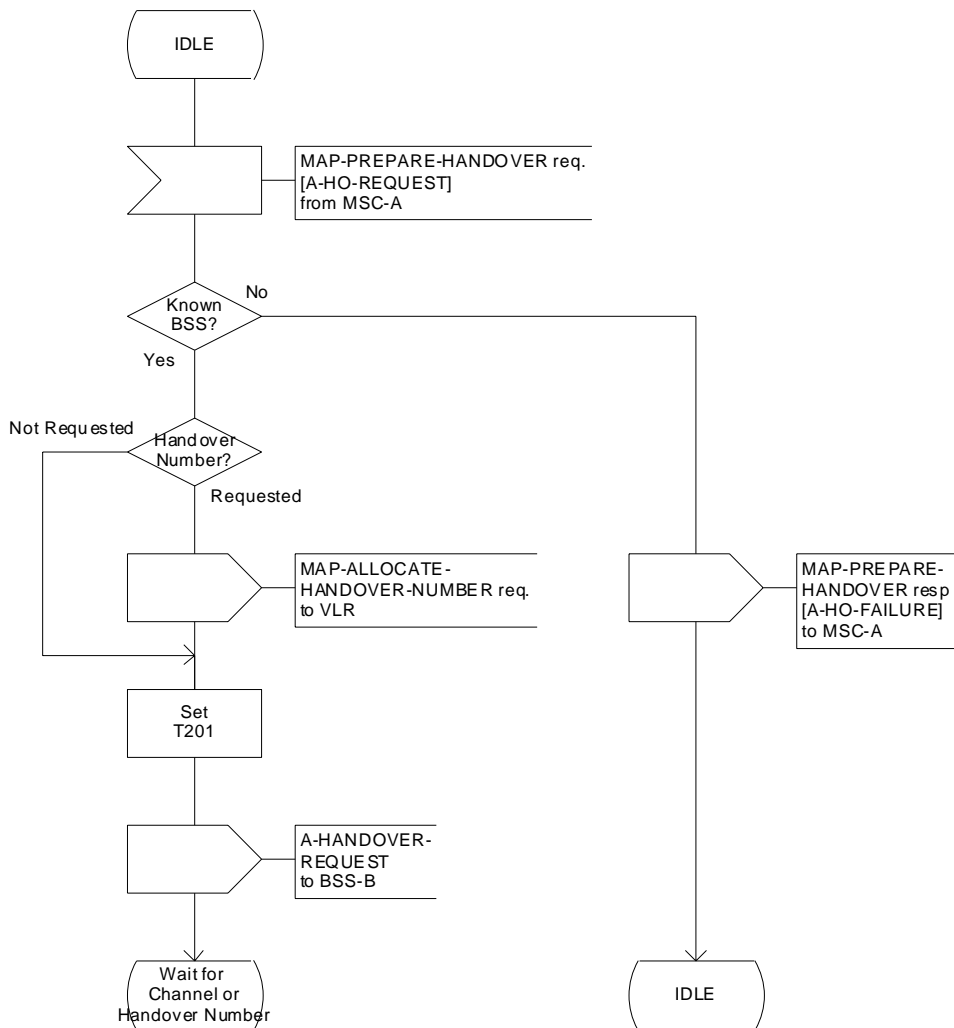 IDLE
MAP-PREPARE-HANDOVER req.
[A-HO-REQUEST]
from MSC-A
Known
BSS?
No
Yes
Not Requested
Handover
Number?
Requested
MAP-ALLOCATE-
HANDOVER-NUMBER req.
to VLR
MAP-PREPARE-
HANDOVER resp
[A-HO-FAILURE]
to MSC-A
Set
T201
A-HANDOVER-
REQUEST
to BSS-B
Wait for
Channel or
Handover Number
IDLE